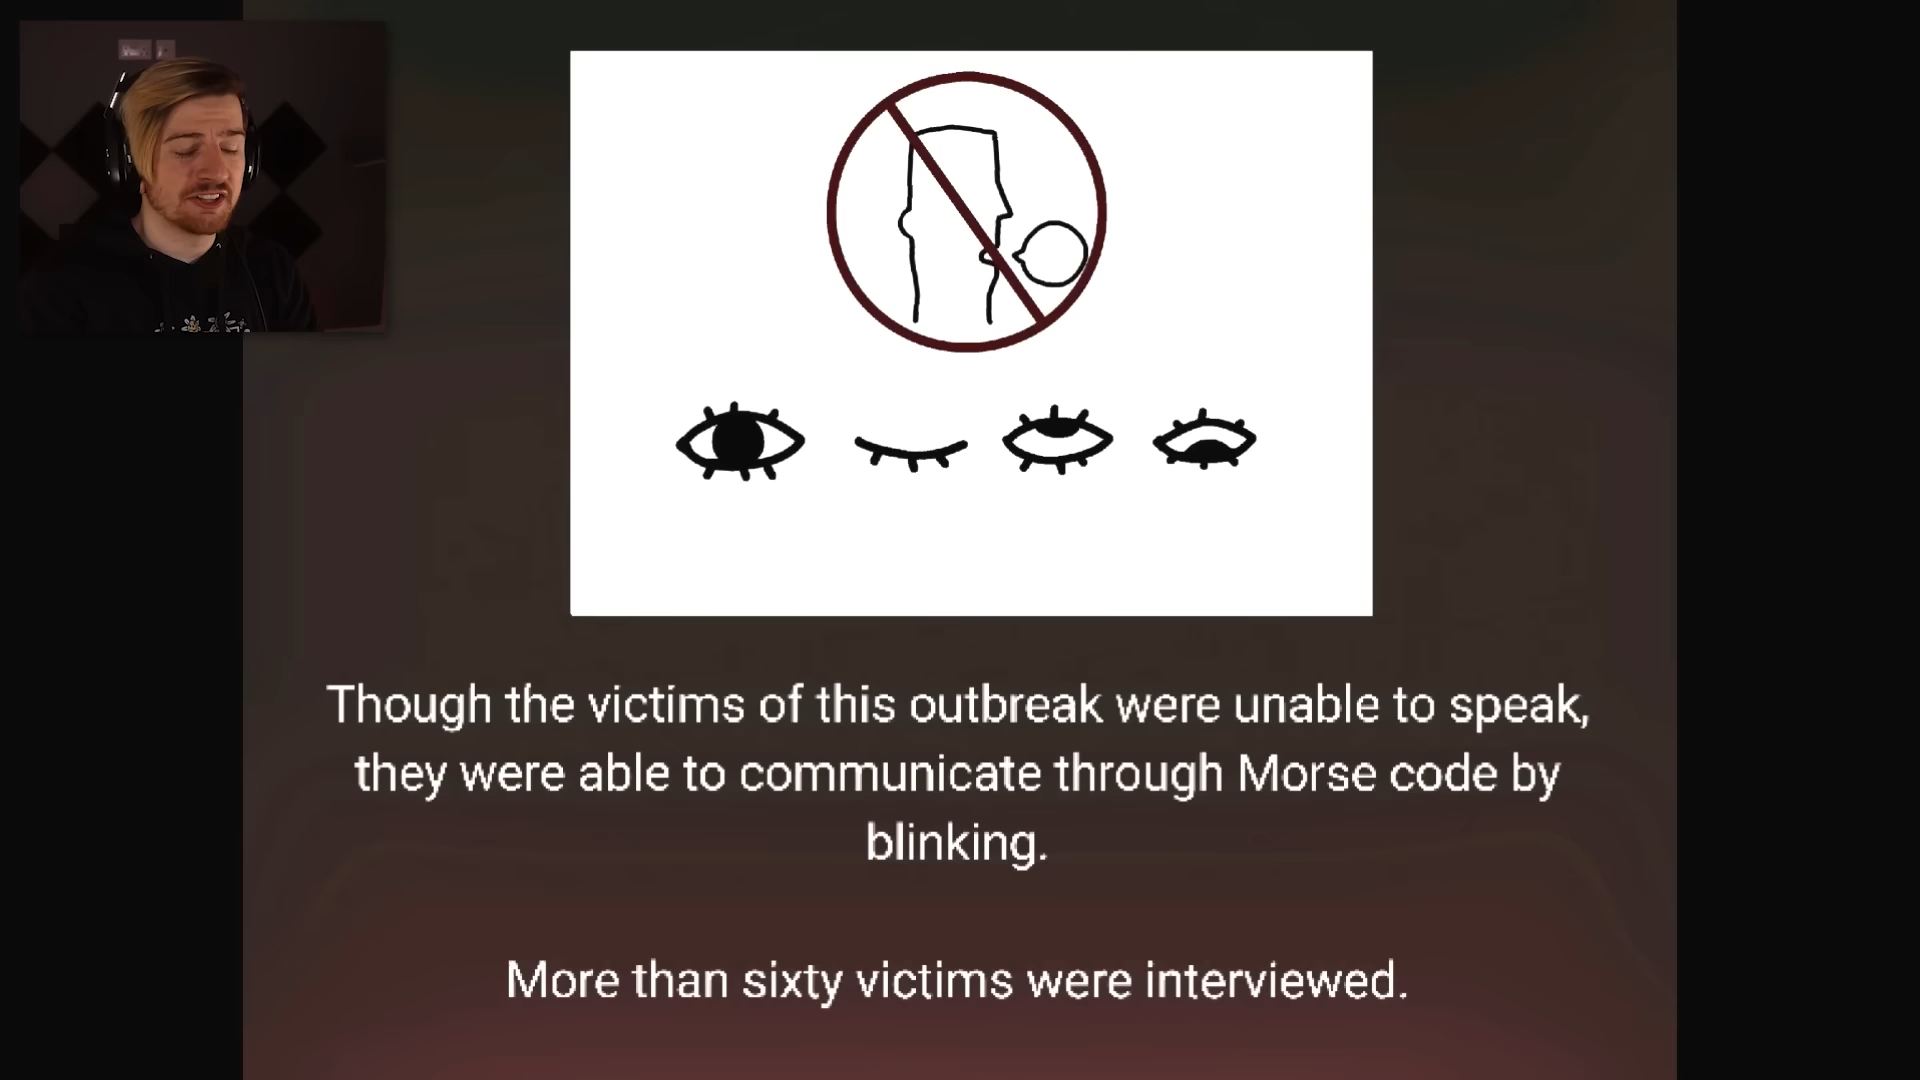 Though the victims of this outbreak were unable to speak,
they were able to communicate through Morse code by
blinking.
More than sixty victims were interviewed.